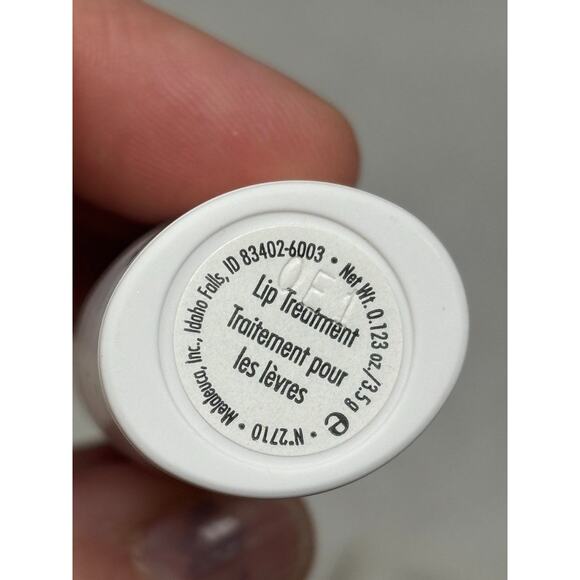 Melaleuca, Inc., Idaho Falls, ID 83402-6003 • Net Wt. 0.123 oz./3.5 g ℮ • N°2710 •
Lip Treatment
Traitement pour
les lèvres